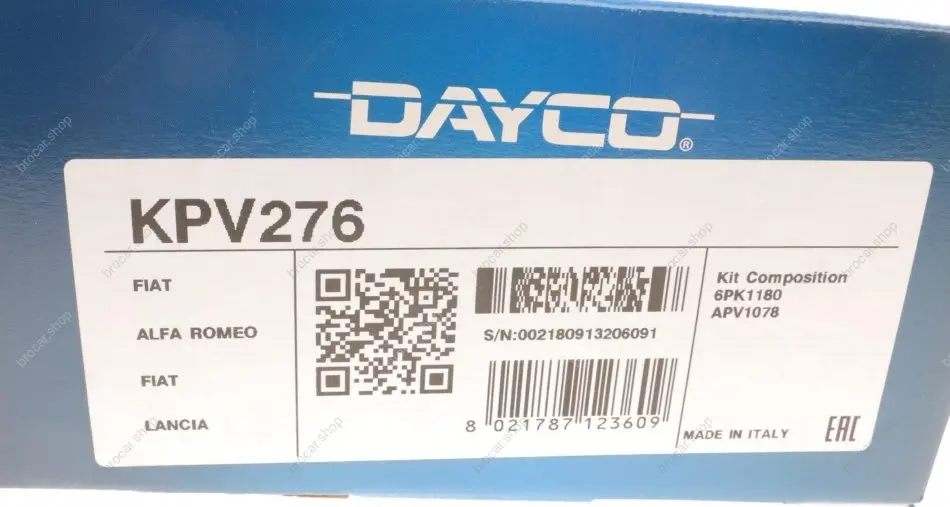 DAYCO®
KPV276
FIAT
ALFA ROMEO
FIAT
LANCIA
S/N:002180913206091
8 021787 123609
Kit Composition
6PK1180
APV1078
MADE IN ITALY
EAC
brocar.shop